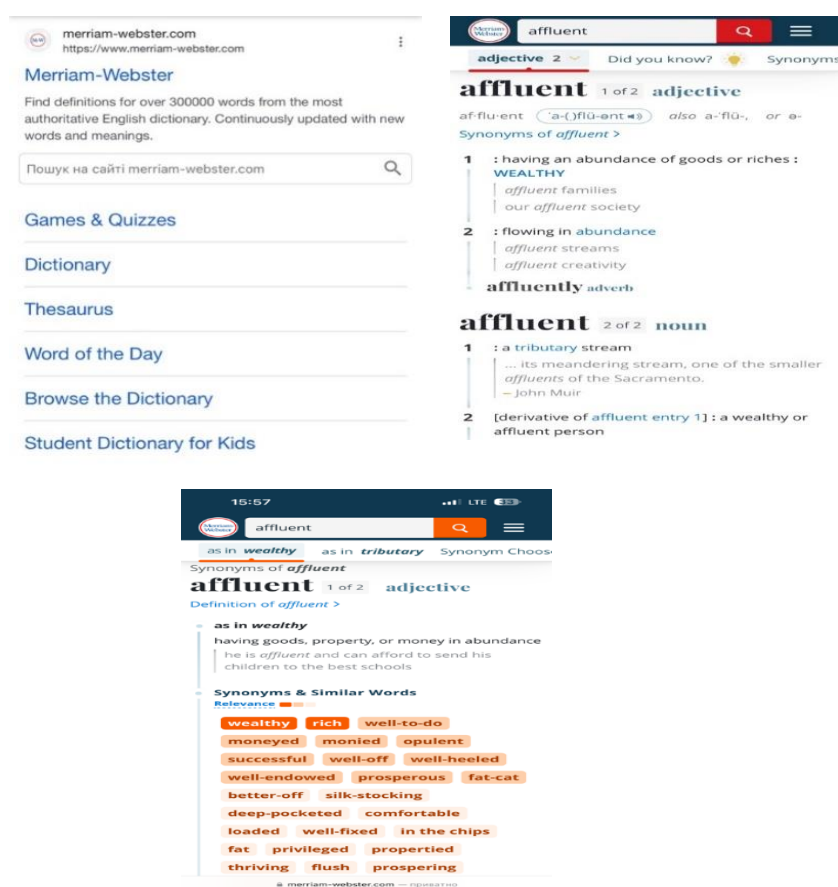 merriam-webster.com
https://www.merriam-webster.com
Merriam-Webster
Find definitions for over 300000 words from the most
authoritative English dictionary. Continuously updated with new
words and meanings.
Пошук на сайті merriam-webster.com
Games & Quizzes
Dictionary
Thesaurus
Word of the Day
Browse the Dictionary
Student Dictionary for Kids
Merriam Webster
affluent
adjective 2 Did you know? Synonyms
affluent 1 of 2 adjective
af·flu·ent ˈa-(ˌ)flü-ənt also a-ˈflü-, or ə-
Synonyms of affluent >
1 : having an abundance of goods or riches :
WEALTHY
affluent families
our affluent society
2 : flowing in abundance
affluent streams
affluent creativity
affluently adverb
affluent 2 of 2 noun
1 : a tributary stream
... its meandering stream, one of the smaller
affluents of the Sacramento.
– John Muir
2 [derivative of affluent entry 1] : a wealthy or
affluent person
15:57 LTE
Merriam Webster
affluent
as in wealthy as in tributary Synonym Choos
Synonyms of affluent
affluent 1 of 2 adjective
Definition of affluent >
as in wealthy
having goods, property, or money in abundance
he is affluent and can afford to send his
children to the best schools
Synonyms & Similar Words
Relevance
wealthy rich well-to-do
moneyed monied opulent
successful well-off well-heeled
well-endowed prosperous fat-cat
better-off silk-stocking
deep-pocketed comfortable
loaded well-fixed in the chips
fat privileged propertied
thriving flush prospering
merriam-webster.com — приватно